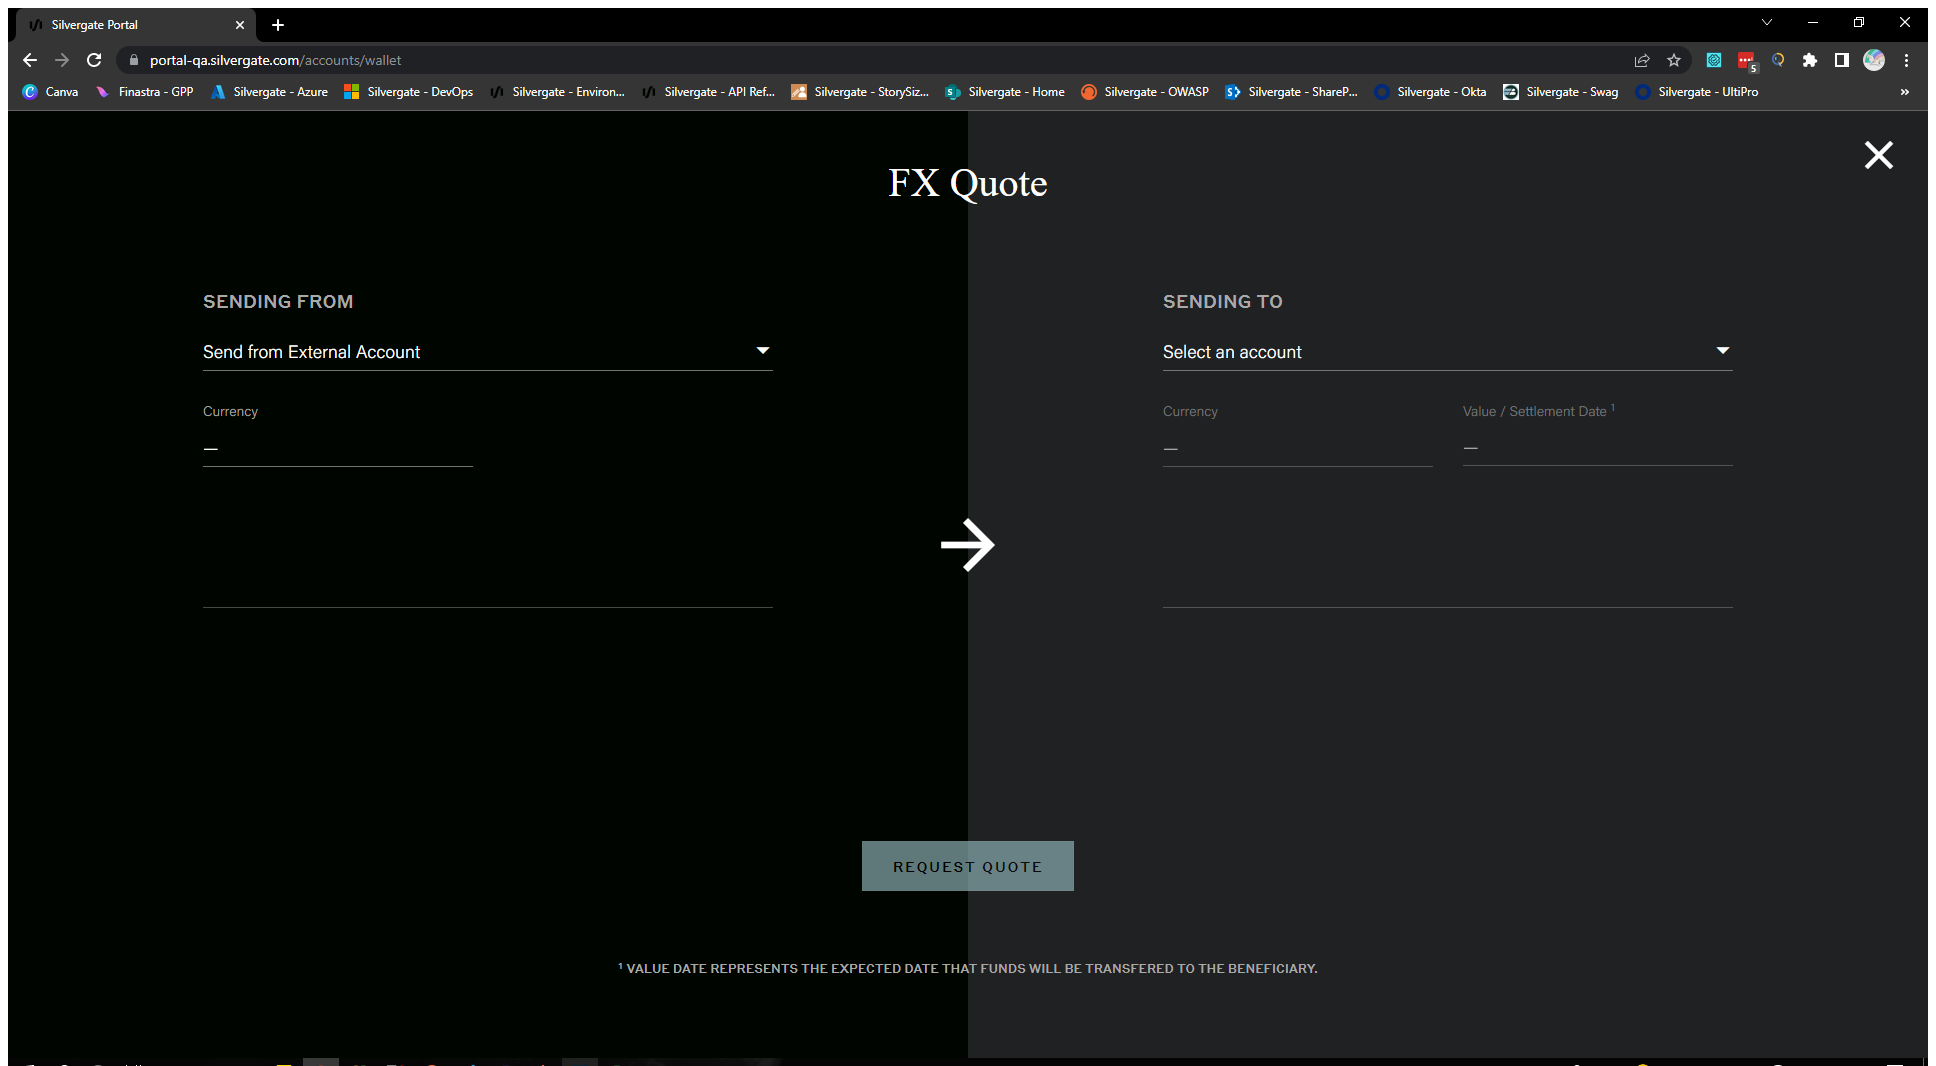 Silvergate Portal
portal-qa.silvergate.com/accounts/wallet
5
Canva Finastra - GPP Silvergate - Azure Silvergate - DevOps Silvergate - Environ... Silvergate - API Ref... Silvergate - StorySiz... Silvergate - Home Silvergate - OWASP Silvergate - ShareP... Silvergate - Okta Silvergate - Swag Silvergate - UltiPro »
FX Quote
SENDING FROM
Send from External Account
Currency
—
SENDING TO
Select an account
Currency Value / Settlement Date ¹
— —
REQUEST QUOTE
¹ VALUE DATE REPRESENTS THE EXPECTED DATE THAT FUNDS WILL BE TRANSFERED TO THE BENEFICIARY.